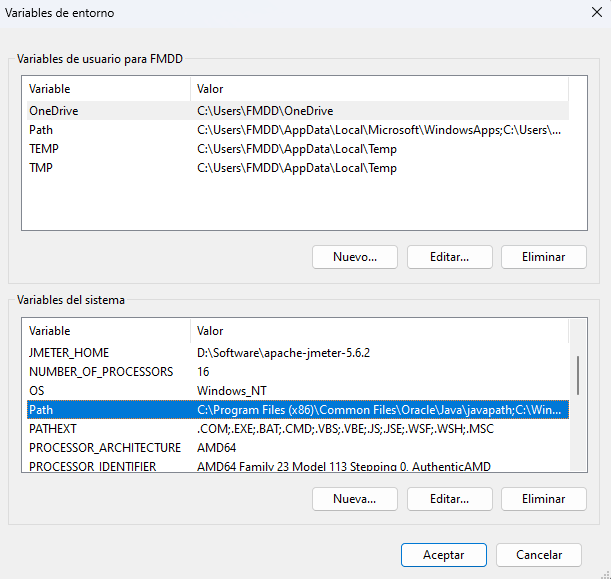 Variables de entorno
Variables de usuario para FMDD
Variable Valor
OneDrive C:\Users\FMDD\OneDrive
Path C:\Users\FMDD\AppData\Local\Microsoft\WindowsApps;C:\Users\...
TEMP C:\Users\FMDD\AppData\Local\Temp
TMP C:\Users\FMDD\AppData\Local\Temp
Nuevo... Editar... Eliminar
Variables del sistema
Variable Valor
JMETER_HOME D:\Software\apache-jmeter-5.6.2
NUMBER_OF_PROCESSORS 16
OS Windows_NT
Path C:\Program Files (x86)\Common Files\Oracle\Java\javapath;C:\Win...
PATHEXT .COM;.EXE;.BAT;.CMD;.VBS;.VBE;.JS;.JSE;.WSF;.WSH;.MSC
PROCESSOR_ARCHITECTURE AMD64
PROCESSOR_IDENTIFIER AMD64 Family 23 Model 113 Stepping 0, AuthenticAMD
Nueva... Editar... Eliminar
Aceptar Cancelar